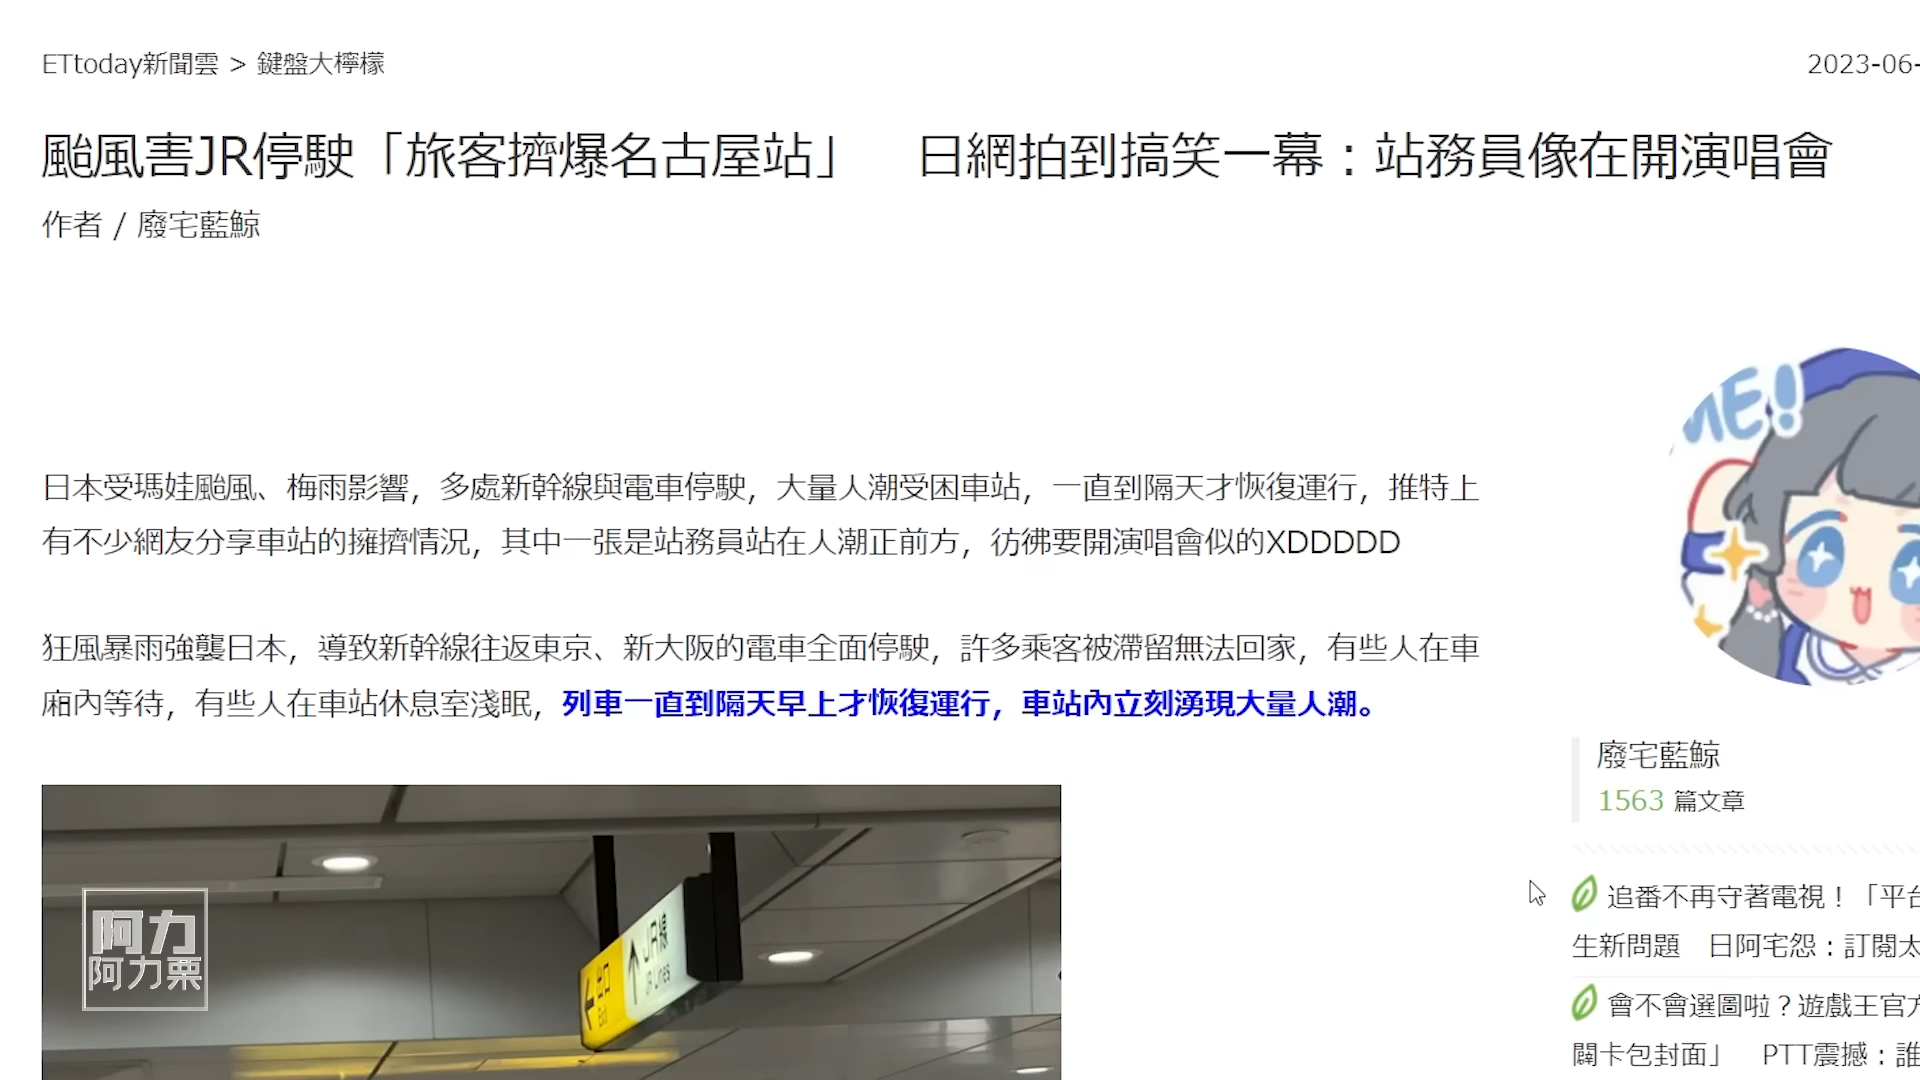 ETtoday新聞雲 > 鍵盤大檸檬
2023-06-
颱風害JR停駛「旅客擠爆名古屋站」 日網拍到搞笑一幕：站務員像在開演唱會
作者 / 廢宅藍鯨
日本受瑪娃颱風、梅雨影響，多處新幹線與電車停駛，大量人潮受困車站，一直到隔天才恢復運行，推特上
有不少網友分享車站的擁擠情況，其中一張是站務員站在人潮正前方，彷彿要開演唱會似的XDDDDD
狂風暴雨強襲日本，導致新幹線往返東京、新大阪的電車全面停駛，許多乘客被滯留無法回家，有些人在車
廂內等待，有些人在車站休息室淺眠，列車一直到隔天早上才恢復運行，車站內立刻湧現大量人潮。
ME!
廢宅藍鯨
1563 篇文章
追番不再守著電視！「平台
生新問題 日阿宅怨：訂閱太
會不會選圖啦？遊戲王官方
闢卡包封面」 PTT震撼：誰
JR線
JR Lines
出口
Exit
阿力
阿力栗